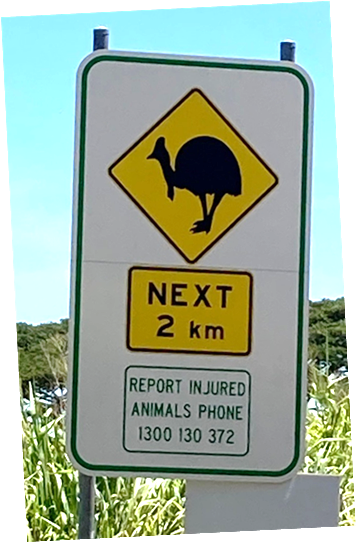 NEXT
2 km
REPORT INJURED
ANIMALS PHONE
1300 130 372